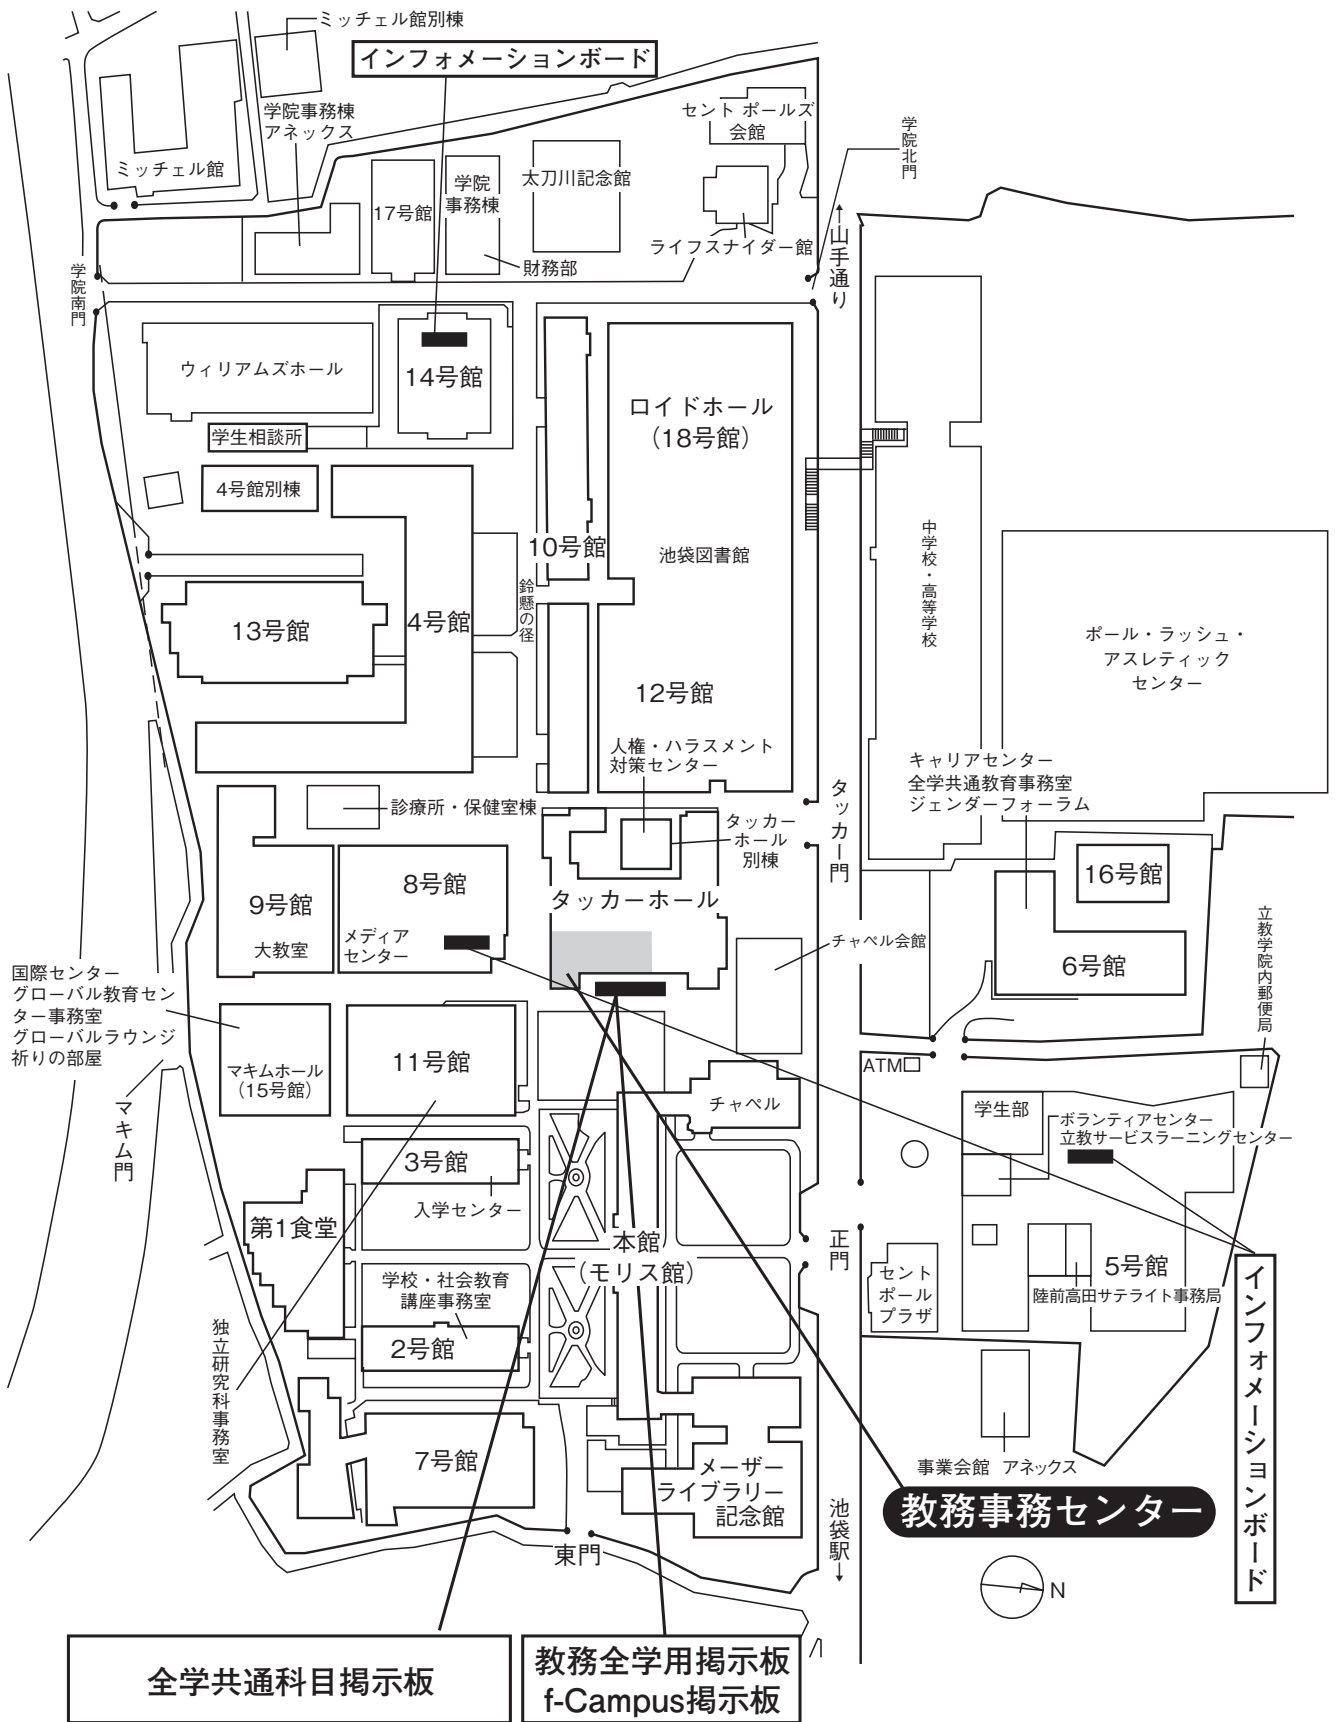 ミッチェル館別棟
インフォメーションボード
学院事務棟
アネックス
ミッチェル館
セント ポールズ
会館
学院北門
17号館
学院
事務棟
太刀川記念館
ライフスナイダー館
財務部
←山手通り
学院南門
ウィリアムズホール
14号館
ロイドホール
(18号館)
学生相談所
4号館別棟
10号館
池袋図書館
中学校・高等学校
鈴懸の径
13号館
4号館
ポール・ラッシュ・
アスレティック
センター
12号館
人権・ハラスメント
対策センター
キャリアセンター
全学共通教育事務室
ジェンダーフォーラム
診療所・保健室棟
タッカー
ホール
別棟
タッカー門
9号館
大教室
8号館
メディア
センター
タッカーホール
16号館
チャペル会館
6号館
立教学院内郵便局
国際センター
グローバル教育セン
ター事務室
グローバルラウンジ
祈りの部屋
マキムホール
(15号館)
11号館
ATM
チャペル
学生部
ボランティアセンター
立教サービスラーニングセンター
マキム門
3号館
入学センター
第1食堂
本館
(モリス館)
正門
セント
ポール
プラザ
5号館
陸前高田サテライト事務局
学校・社会教育
講座事務室
2号館
独立研究科事務室
インフォメーションボード
7号館
メーザー
ライブラリー
記念館
事業会館 アネックス
教務事務センター
池袋駅→
東門
N
全学共通科目掲示板
教務全学用掲示板
f-Campus掲示板